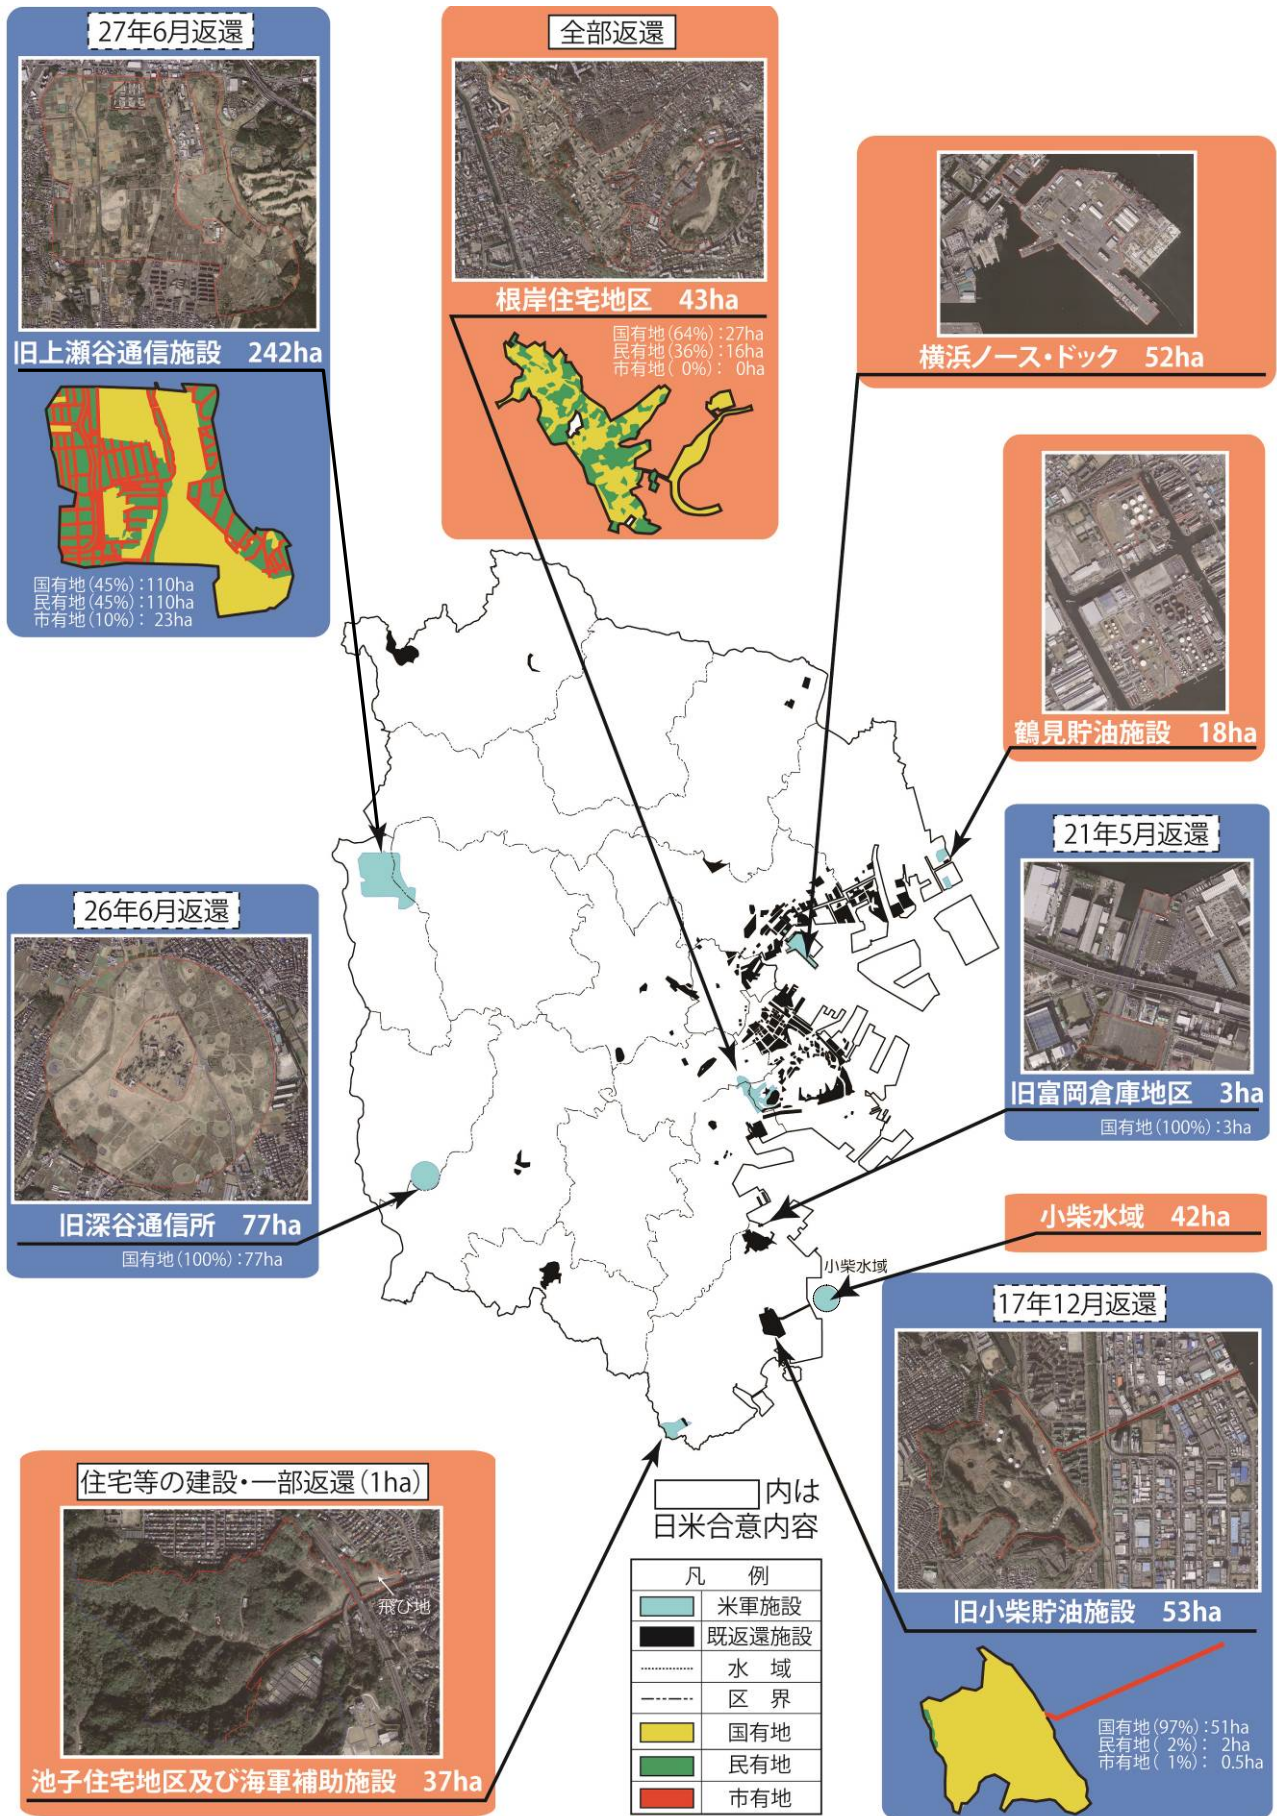 27年6月返還
旧上瀬谷通信施設 242ha
国有地(45%):110ha
民有地(45%):110ha
市有地(10%): 23ha
全部返還
根岸住宅地区 43ha
国有地(64%):27ha
民有地(36%):16ha
市有地( 0%): 0ha
横浜ノース・ドック 52ha
鶴見貯油施設 18ha
21年5月返還
旧富岡倉庫地区 3ha
国有地(100%):3ha
26年6月返還
旧深谷通信所 77ha
国有地(100%):77ha
小柴水域 42ha
小柴水域
17年12月返還
旧小柴貯油施設 53ha
国有地(97%):51ha
民有地( 2%): 2ha
市有地( 1%): 0.5ha
住宅等の建設・一部返還(1ha)
飛び地
池子住宅地区及び海軍補助施設 37ha
内は
日米合意内容
凡 例
米軍施設
既返還施設
水 域
区 界
国有地
民有地
市有地